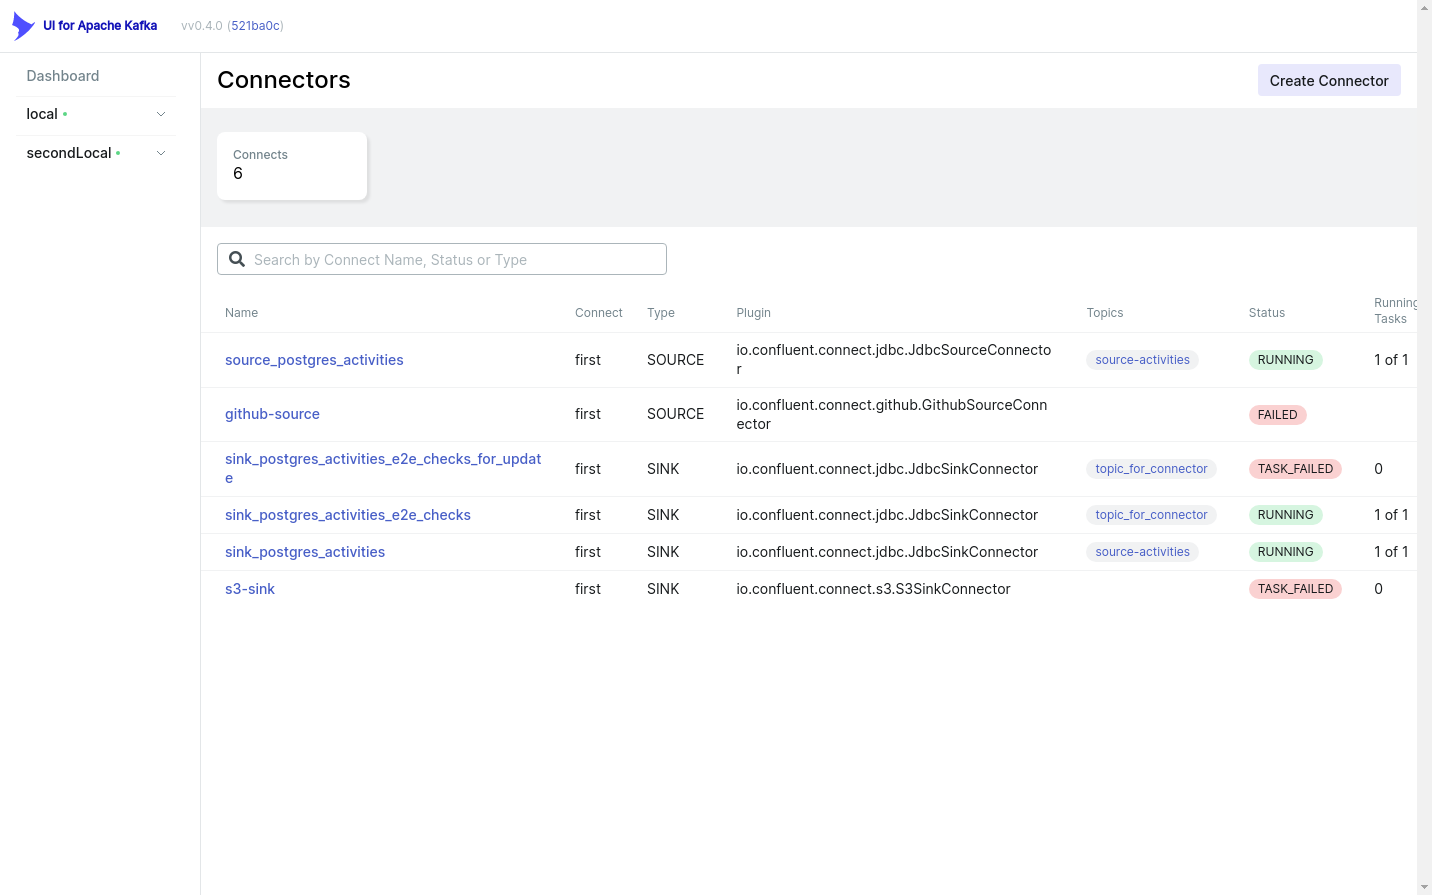 UI for Apache Kafka
vv0.4.0 (521ba0c)
Dashboard
local
secondLocal
Connectors
Create Connector
Connects
6
Search by Connect Name, Status or Type
Name Connect Type Plugin Topics Status Running Tasks
source_postgres_activities first SOURCE io.confluent.connect.jdbc.JdbcSourceConnecto
r source-activities RUNNING 1 of 1
github-source first SOURCE io.confluent.connect.github.GithubSourceConn
ector FAILED
sink_postgres_activities_e2e_checks_for_updat
e first SINK io.confluent.connect.jdbc.JdbcSinkConnector topic_for_connector TASK_FAILED 0
sink_postgres_activities_e2e_checks first SINK io.confluent.connect.jdbc.JdbcSinkConnector topic_for_connector RUNNING 1 of 1
sink_postgres_activities first SINK io.confluent.connect.jdbc.JdbcSinkConnector source-activities RUNNING 1 of 1
s3-sink first SINK io.confluent.connect.s3.S3SinkConnector TASK_FAILED 0